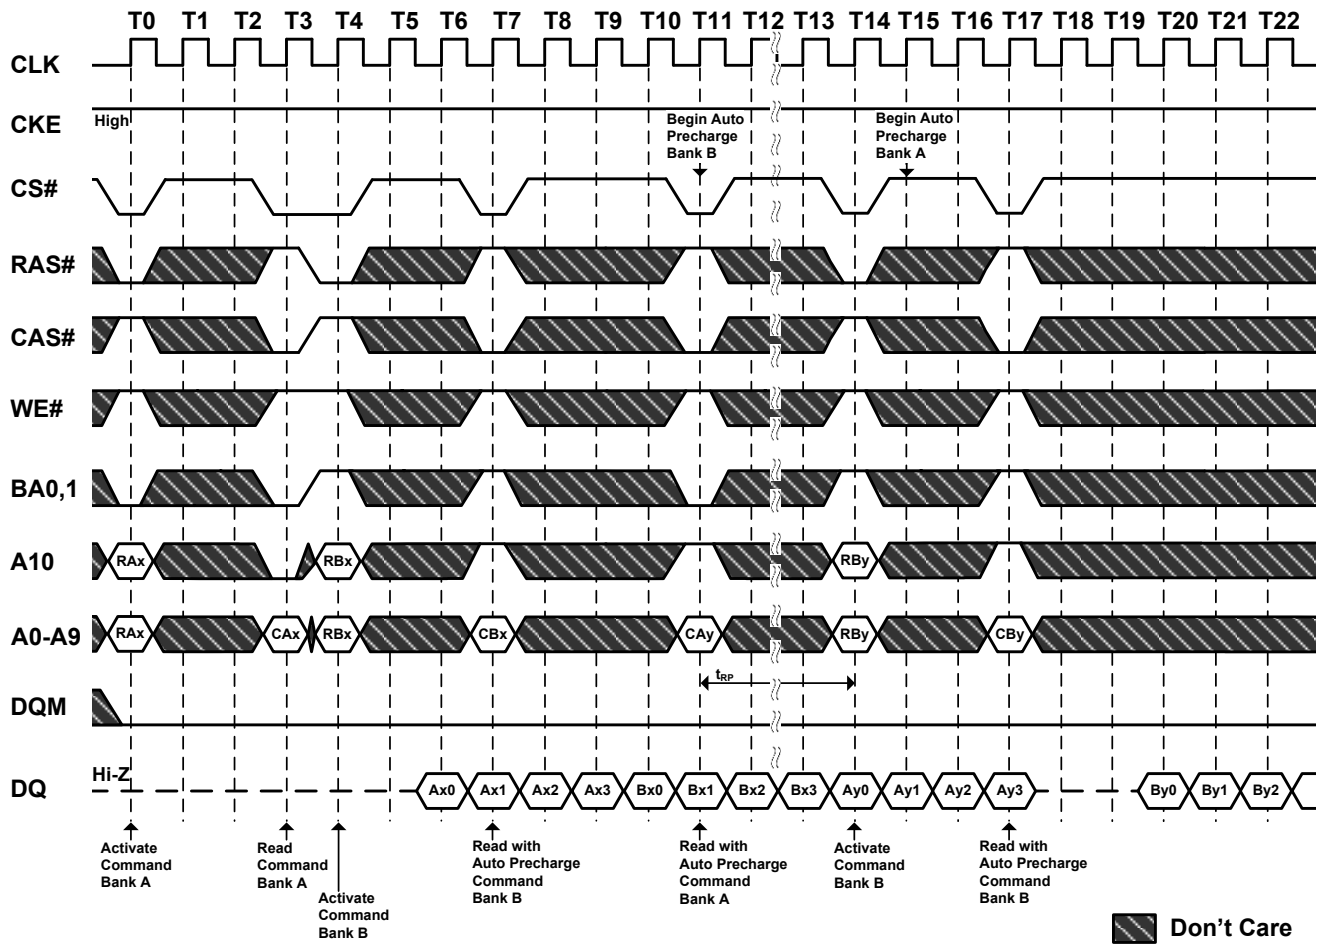 T0 T1 T2 T3 T4 T5 T6 T7 T8 T9 T10 T11 T12 T13 T14 T15 T16 T17 T18 T19 T20 T21 T22
CLK
CKE
High
Begin Auto
Precharge
Bank B
Begin Auto
Precharge
Bank A
CS#
RAS#
CAS#
WE#
BA0,1
A10
RAx RBx RBy
A0-A9
RAx CAx RBx CBx CAy RBy CBy
tRP
DQM
Hi-Z
DQ
Ax0 Ax1 Ax2 Ax3 Bx0 Bx1 Bx2 Bx3 Ay0 Ay1 Ay2 Ay3 By0 By1 By2
Activate
Command
Bank A
Read
Command
Bank A
Activate
Command
Bank B
Read with
Auto Precharge
Command
Bank B
Read with
Auto Precharge
Command
Bank A
Activate
Command
Bank B
Read with
Auto Precharge
Command
Bank B
Don't Care